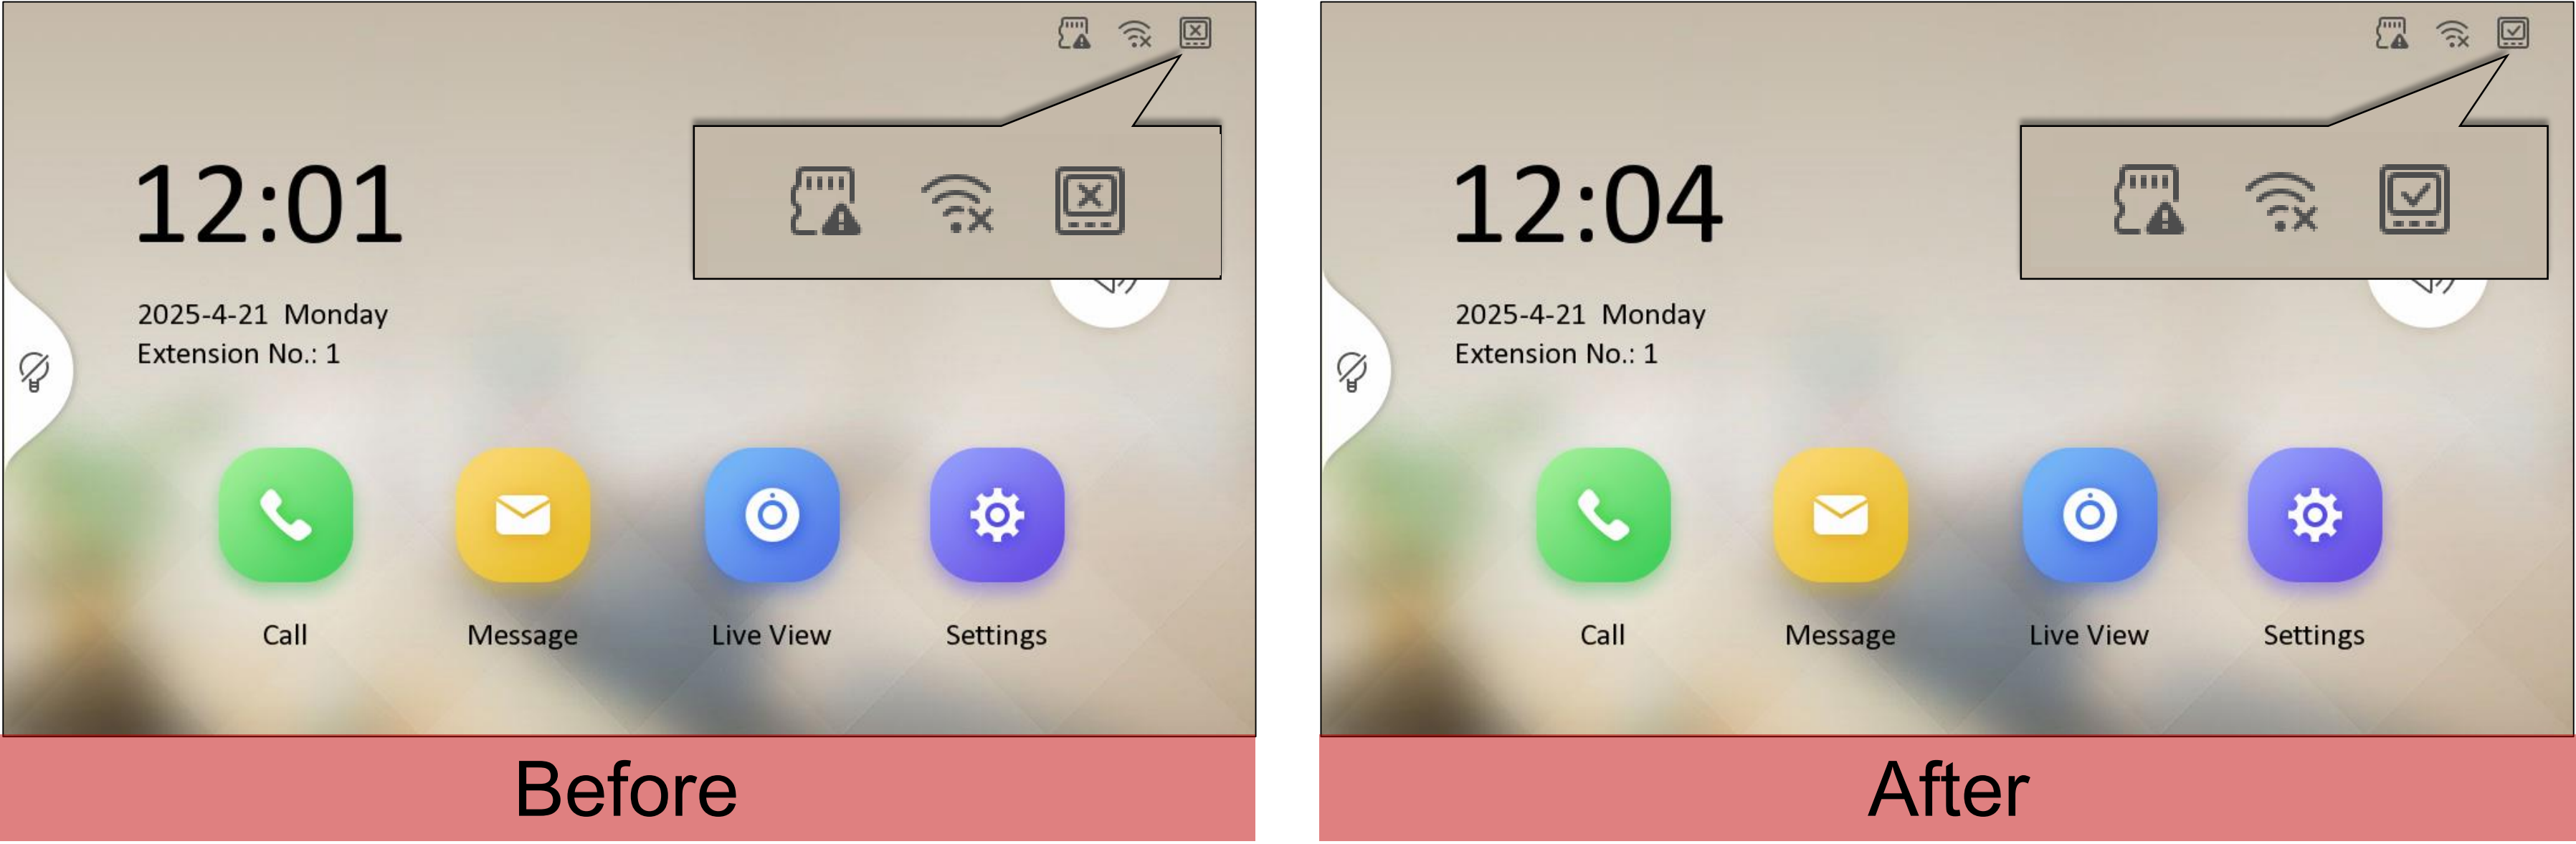 12:01
2025-4-21 Monday
Extension No.: 1
Call
Message
Live View
Settings
Before
12:04
2025-4-21 Monday
Extension No.: 1
Call
Message
Live View
Settings
After